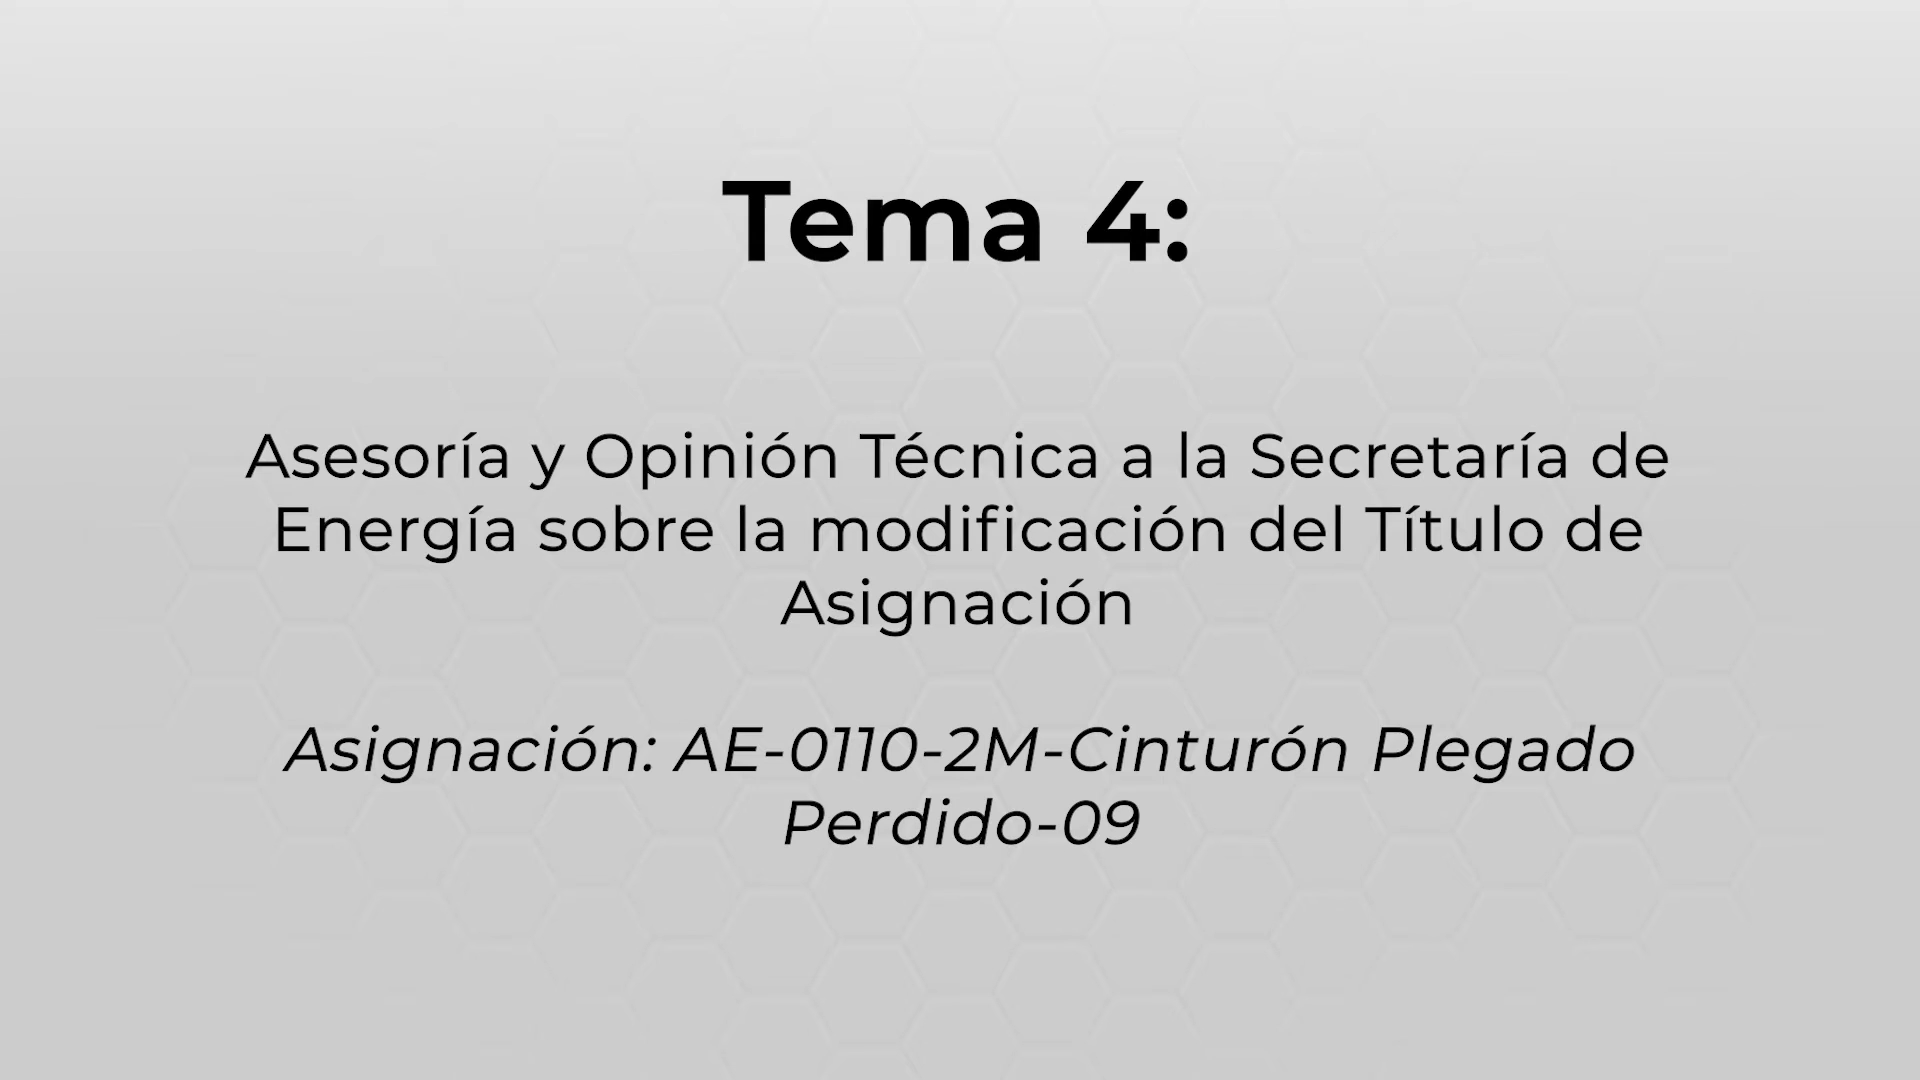 Tema 4:
Asesoría y Opinión Técnica a la Secretaría de
Energía sobre la modificación del Título de
Asignación
Asignación: AE-0110-2M-Cinturón Plegado
Perdido-09